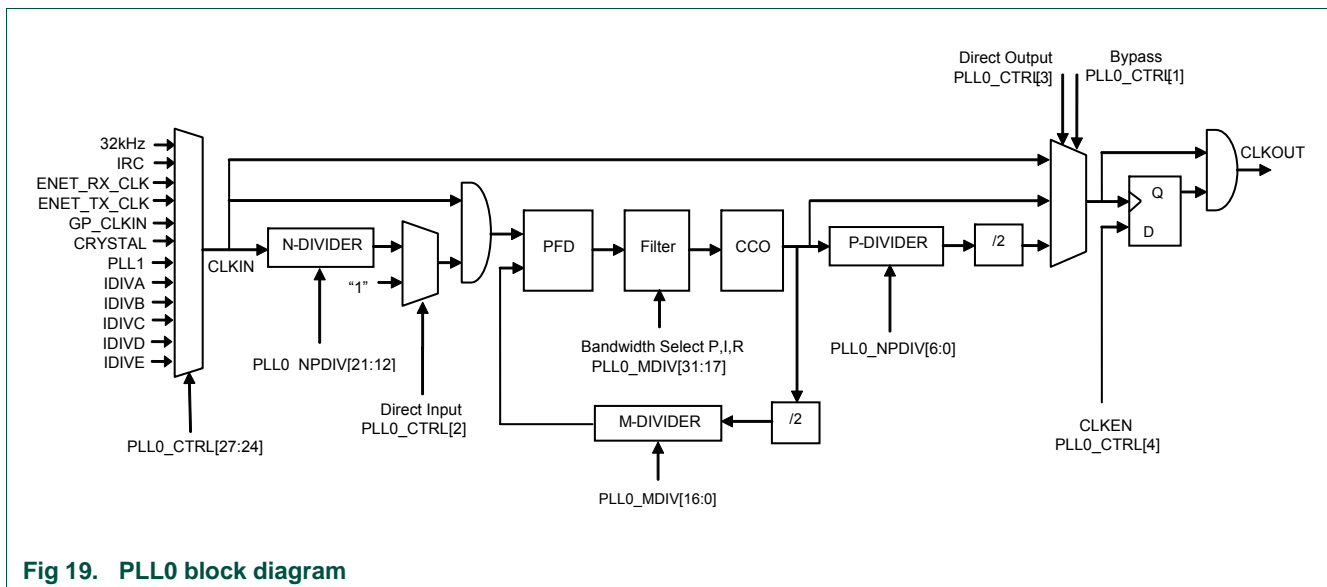 Direct Output
PLL0_CTRL[3]
Bypass
PLL0_CTRL[1]
32kHz
IRC
ENET_RX_CLK
ENET_TX_CLK
GP_CLKIN
CRYSTAL
PLL1
IDIVA
IDIVB
IDIVC
IDIVD
IDIVE
CLKIN
N-DIVIDER
"1"
PFD
Filter
CCO
P-DIVIDER
/2
Q
D
CLKOUT
PLL0_NPDIV[21:12]
Bandwidth Select P,I,R
PLL0_MDIV[31:17]
PLL0_NPDIV[6:0]
Direct Input
PLL0_CTRL[2]
M-DIVIDER
/2
CLKEN
PLL0_CTRL[4]
PLL0_CTRL[27:24]
PLL0_MDIV[16:0]
Fig 19. PLL0 block diagram